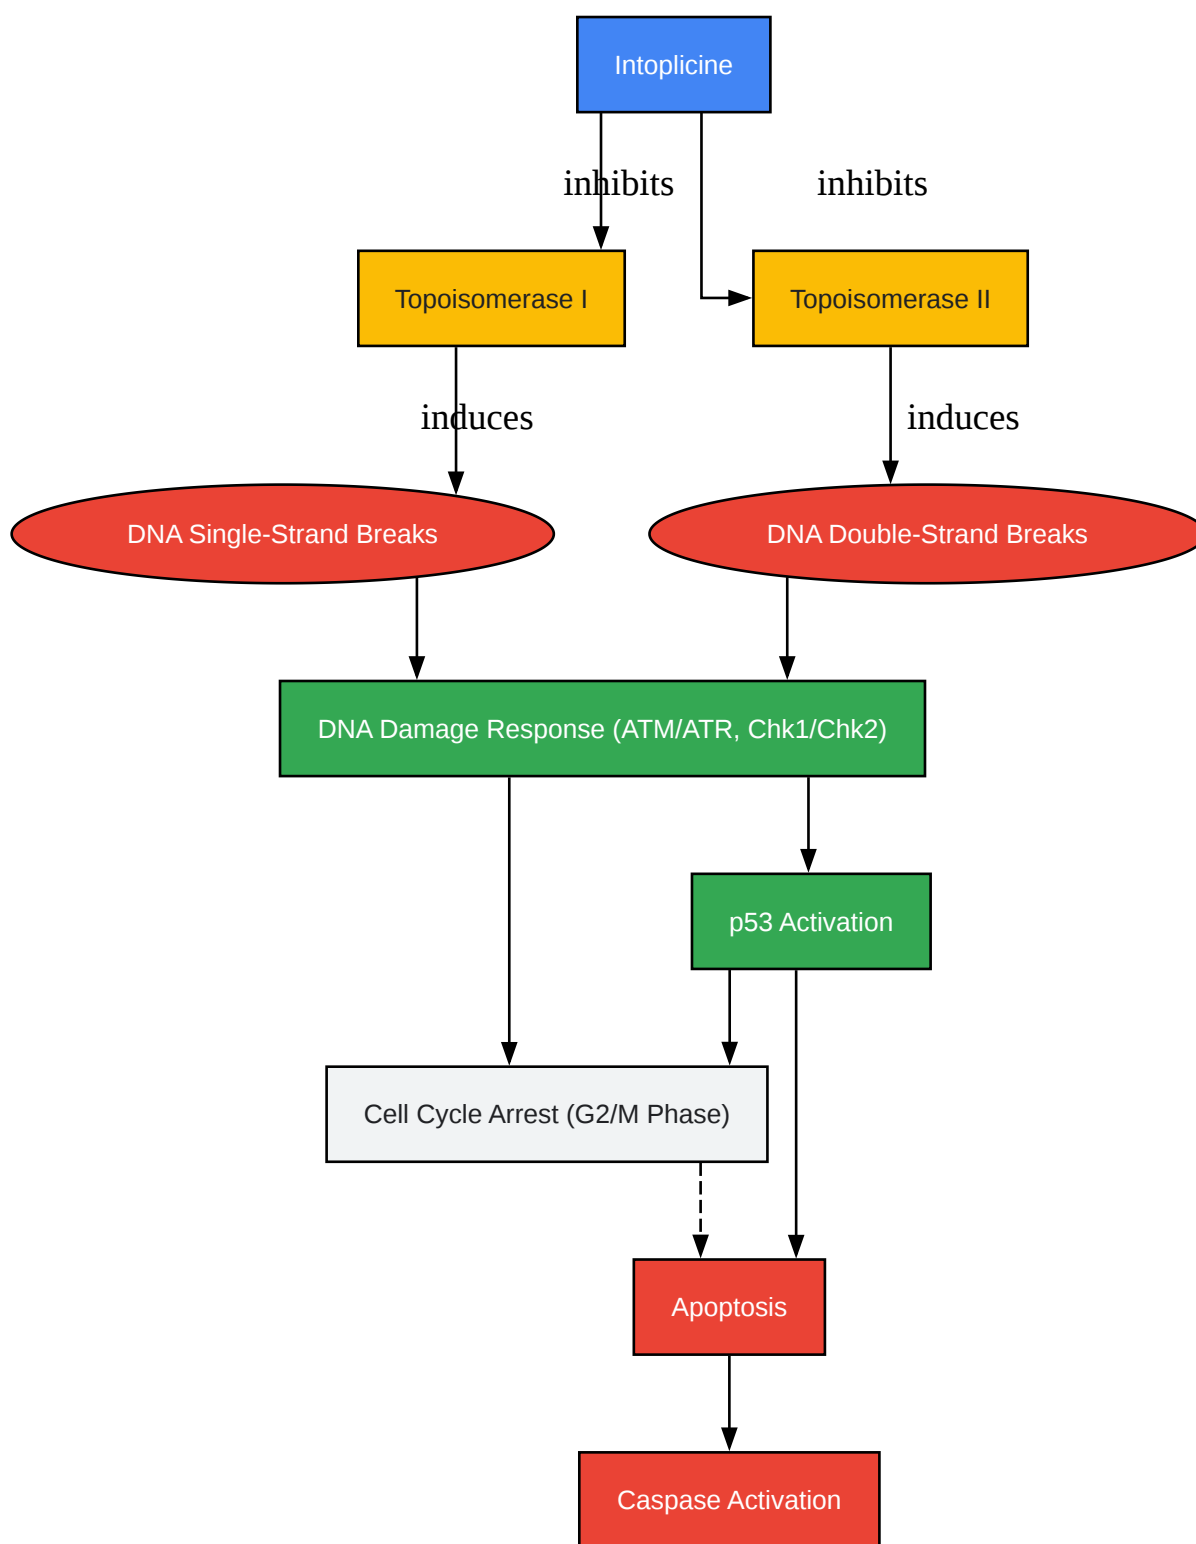 Intoplicine
inhibits
inhibits
Topoisomerase I
Topoisomerase II
induces
induces
DNA Single-Strand Breaks
DNA Double-Strand Breaks
DNA Damage Response (ATM/ATR, Chk1/Chk2)
p53 Activation
Cell Cycle Arrest (G2/M Phase)
Apoptosis
Caspase Activation